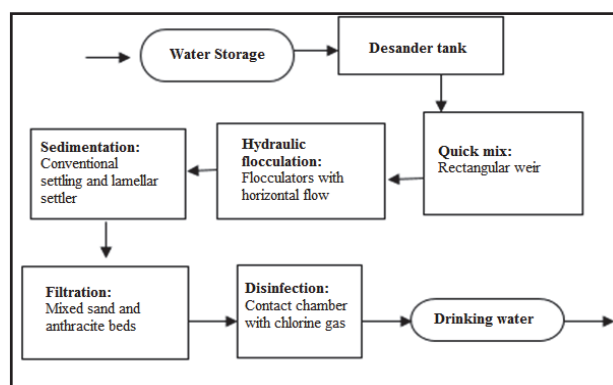 Water Storage
Desander tank
Sedimentation:
Conventional
settling and lamellar
settler
Hydraulic
flocculation:
Flocculators with
horizontal flow
Quick mix:
Rectangular weir
Filtration:
Mixed sand and
anthracite beds
Disinfection:
Contact chamber
with chlorine gas
Drinking water